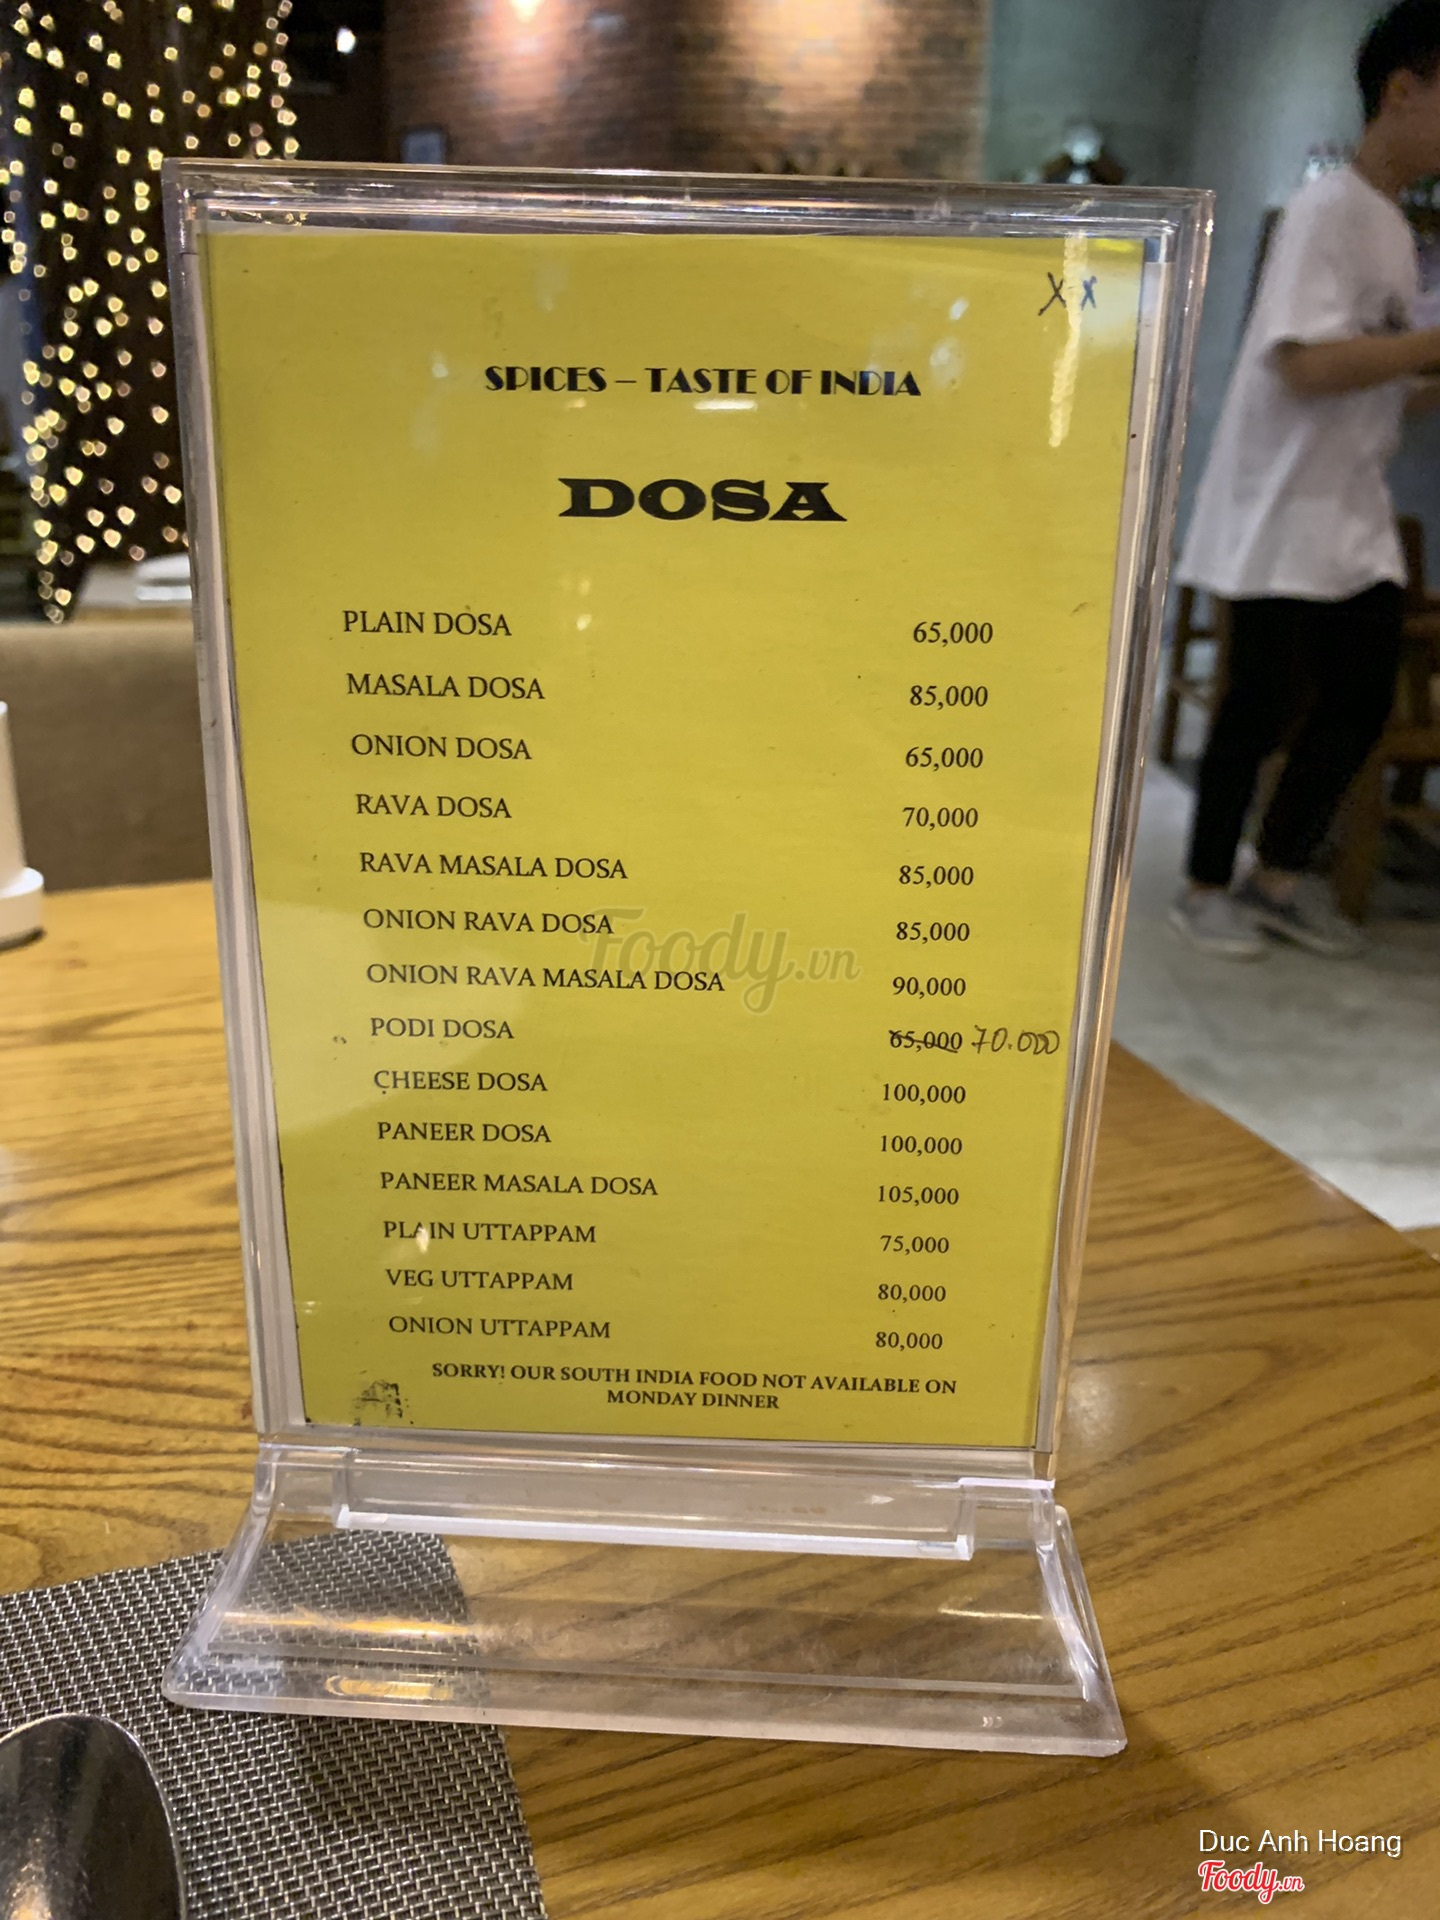 X X
SPICES – TASTE OF INDIA
DOSA
PLAIN DOSA 65,000
MASALA DOSA 85,000
ONION DOSA 65,000
RAVA DOSA 70,000
RAVA MASALA DOSA 85,000
ONION RAVA DOSA 85,000
ONION RAVA MASALA DOSA 90,000
PODI DOSA 65,000 70.000
CHEESE DOSA 100,000
PANEER DOSA 100,000
PANEER MASALA DOSA 105,000
PLAIN UTTAPPAM 75,000
VEG UTTAPPAM 80,000
ONION UTTAPPAM 80,000
SORRY! OUR SOUTH INDIA FOOD NOT AVAILABLE ON
MONDAY DINNER
Foody.vn
Duc Anh Hoang
Foody.vn